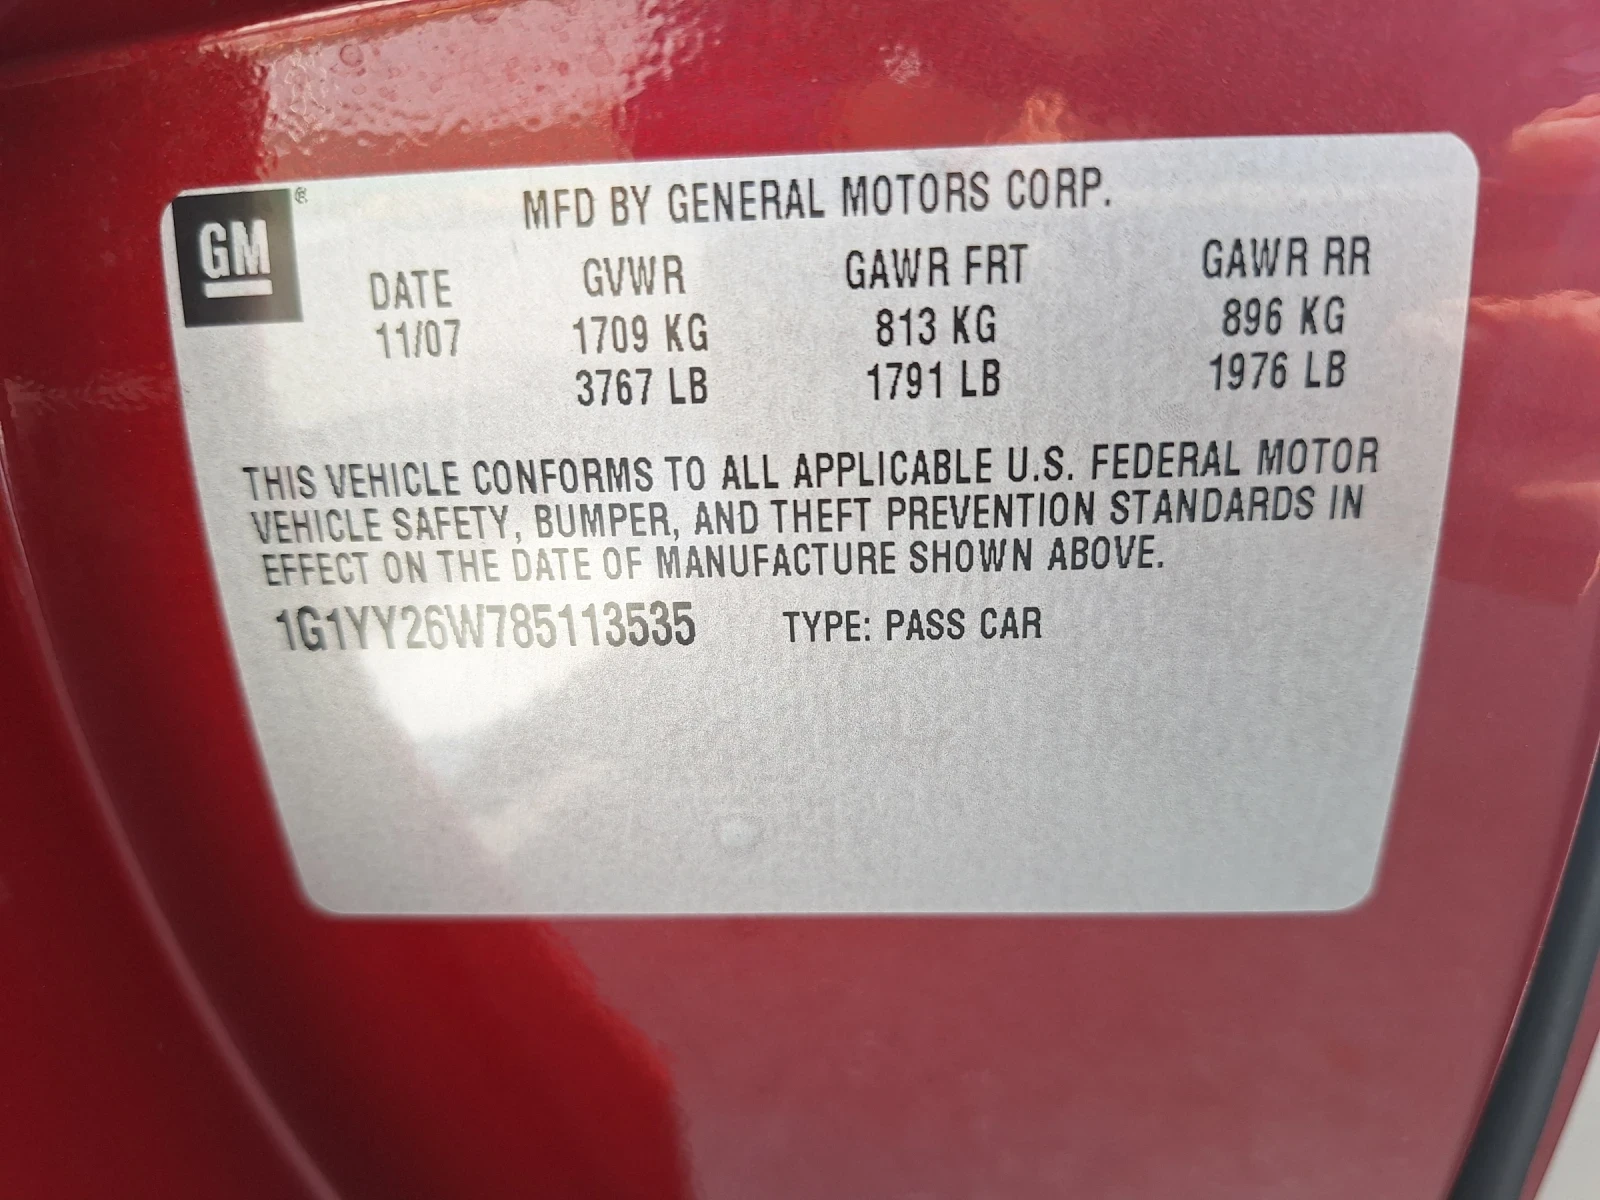 GM ®
MFD BY GENERAL MOTORS CORP.
DATE GVWR GAWR FRT GAWR RR
11/07 1709 KG 813 KG 896 KG
3767 LB 1791 LB 1976 LB
THIS VEHICLE CONFORMS TO ALL APPLICABLE U.S. FEDERAL MOTOR
VEHICLE SAFETY, BUMPER, AND THEFT PREVENTION STANDARDS IN
EFFECT ON THE DATE OF MANUFACTURE SHOWN ABOVE.
1G1YY26W785113535 TYPE: PASS CAR